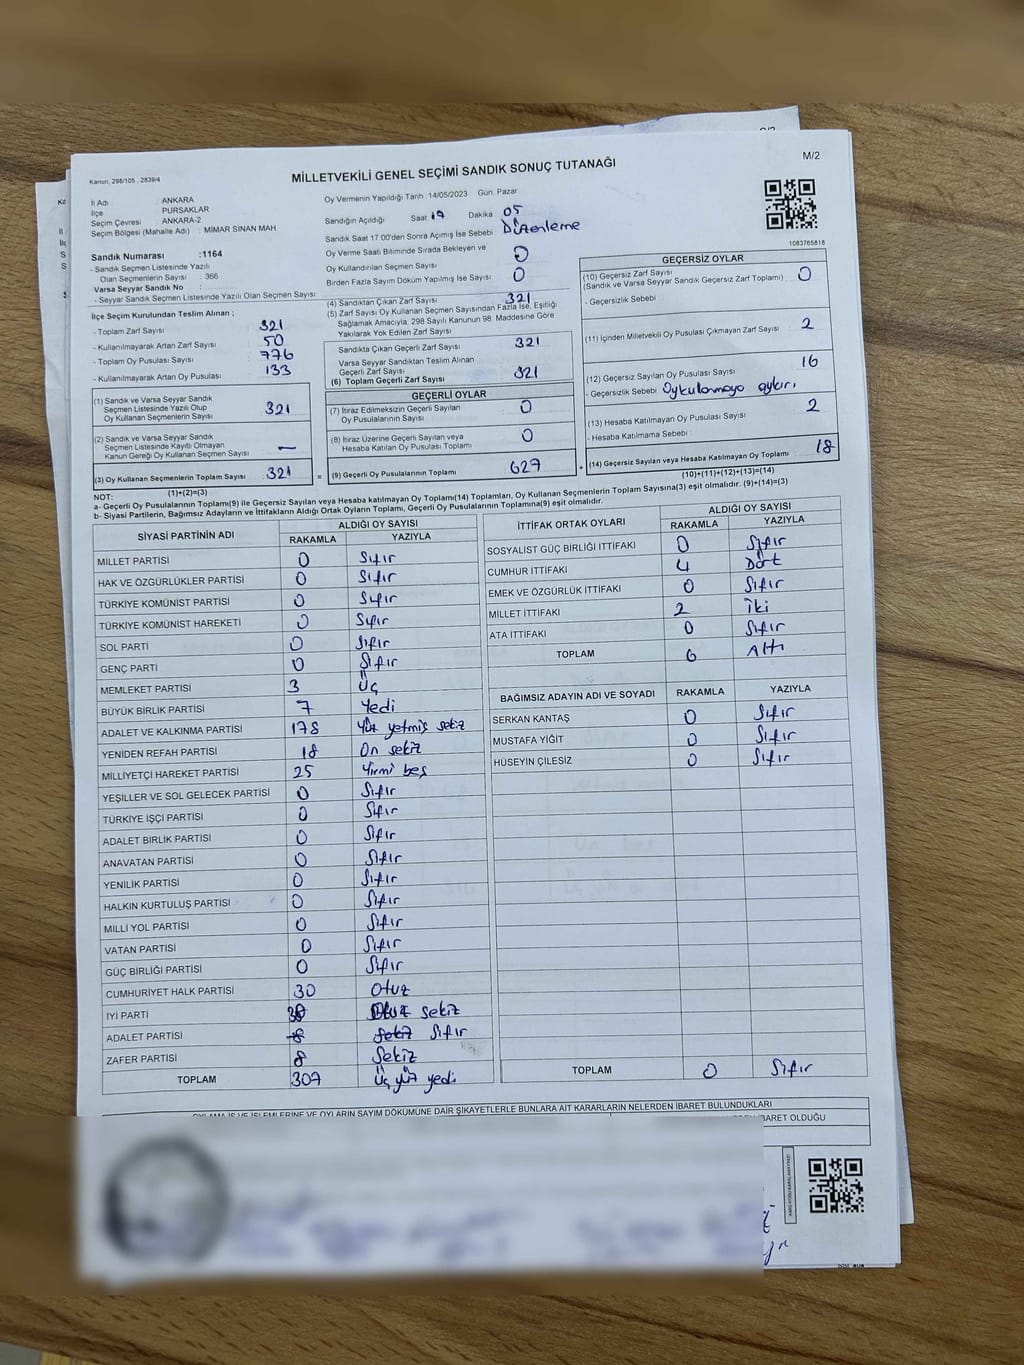 M/2
Kanun, 298/105 , 2839/4
MİLLETVEKİLİ GENEL SEÇİMİ SANDIK SONUÇ TUTANAĞI
İl Adı : ANKARA
İlçe : PURSAKLAR
Seçim Çevresi : ANKARA-2
Seçim Bölgesi (Mahalle Adı) : MİMAR SİNAN MAH
Sandık Numarası :1164
- Sandık Seçmen Listesinde Yazılı
Olan Seçmenlerin Sayısı : 366
Varsa Seyyar Sandık No :
- Seyyar Sandık Seçmen Listesinde Yazılı Olan Seçmen Sayısı:
Oy Vermenin Yapıldığı Tarih : 14/05/2023 Gün: Pazar
Sandığın Açıldığı Saat 17 Dakika 05
Sandık Saat 17.00'den Sonra Açımış İse Sebebi Düzenleme
Oy Verme Saati Bitiminde Sırada Bekleyen ve
Oy Kullandırılan Seçmen Sayısı 0
Birden Fazla Sayım Döküm Yapılmış İse Sayısı 0
1083765818
İlçe Seçim Kurulundan Teslim Alınan ;
- Toplam Zarf Sayısı 321
- Kullanılmayarak Artan Zarf Sayısı 50
- Toplam Oy Pusulası Sayısı 776
- Kullanılmayarak Artan Oy Pusulası 133
(1) Sandık ve Varsa Seyyar Sandık
Seçmen Listesinde Yazılı Olup
Oy Kullanan Seçmenlerin Sayısı 321
(2) Sandık ve Varsa Seyyar Sandık
Seçmen Listesinde Kayıtlı Olmayan
Kanun Gereği Oy Kullanan Seçmen Sayısı —
(3) Oy Kullanan Seçmenlerin Toplam Sayısı 321
(1)+(2)=(3)
(4) Sandıktan Çıkan Zarf Sayısı 321
(5) Zarf Sayısı Oy Kullanan Seçmen Sayısından Fazla İse, Eşitliği
Sağlamak Amacıyla, 298 Sayılı Kanunun 98. Maddesine Göre
Yakılarak Yok Edilen Zarf Sayısı
Sandıkta Çıkan Geçerli Zarf Sayısı 321
Varsa Seyyar Sandıktan Teslim Alınan
Geçerli Zarf Sayısı
(6) Toplam Geçerli Zarf Sayısı 321
GEÇERLİ OYLAR
(7) İtiraz Edilmeksizin Geçerli Sayılan
Oy Pusulalarının Sayısı 0
(8) İtiraz Üzerine Geçerli Sayılan veya
Hesaba Katılan Oy Pusulası Toplamı 0
= (9) Geçerli Oy Pusulalarının Toplamı 627
GEÇERSİZ OYLAR
(10) Geçersiz Zarf Sayısı
(Sandık ve Varsa Seyyar Sandık Geçersiz Zarf Toplamı) 0
- Geçersizlik Sebebi
(11) İçinden Milletvekili Oy Pusulası Çıkmayan Zarf Sayısı 2
(12) Geçersiz Sayılan Oy Pusulası Sayısı 16
- Geçersizlik Sebebi
(13) Hesaba Katılmayan Oy Pusulası Sayısı 2
- Hesaba Katılmama Sebebi
+ (14) Geçersiz Sayılan veya Hesaba Katılmayan Oy Toplamı 18
(10)+(11)+(12)+(13)=(14)
NOT:
a- Geçerli Oy Pusulalarının Toplamı(9) ile Geçersiz Sayılan veya Hesaba katılmayan Oy Toplam(14) Toplamları, Oy Kullanan Seçmenlerin Toplam Sayısına(3) eşit olmalıdır. (9)+(14)=(3)
b- Siyasi Partilerin, Bağımsız Adayların ve İttifakların Aldığı Ortak Oyların Toplamı, Geçerli Oy Pusulalarının Toplamına(9) eşit olmalıdır.
SİYASİ PARTİNİN ADI ALDIĞI OY SAYISI
RAKAMLA YAZIYLA
MİLLET PARTİSİ 0 Sıfır
HAK VE ÖZGÜRLÜKLER PARTİSİ 0 Sıfır
TÜRKİYE KOMÜNİST PARTİSİ 0 Sıfır
TÜRKİYE KOMÜNİST HAREKETİ 0 Sıfır
SOL PARTİ 0 Sıfır
GENÇ PARTİ 0 Sıfır
MEMLEKET PARTİSİ 3 Üç
BÜYÜK BİRLİK PARTİSİ 7 Yedi
ADALET VE KALKINMA PARTİSİ 178 Yüz yetmiş sekiz
YENİDEN REFAH PARTİSİ 18 On sekiz
MİLLİYETÇİ HAREKET PARTİSİ 25 Yirmi beş
YEŞİLLER VE SOL GELECEK PARTİSİ 0 Sıfır
TÜRKİYE İŞÇİ PARTİSİ 0 Sıfır
ADALET BİRLİK PARTİSİ 0 Sıfır
ANAVATAN PARTİSİ 0 Sıfır
YENİLİK PARTİSİ 0 Sıfır
HALKIN KURTULUŞ PARTİSİ 0 Sıfır
MİLLİ YOL PARTİSİ 0 Sıfır
VATAN PARTİSİ 0 Sıfır
GÜÇ BİRLİĞİ PARTİSİ 0 Sıfır
CUMHURİYET HALK PARTİSİ 30 Otuz
İYİ PARTİ 38 Otuz sekiz
ADALET PARTİSİ Sekiz Sıfır
ZAFER PARTİSİ 8 Sekiz
TOPLAM 307 Üç yüz yedi
İTTİFAK ORTAK OYLARI ALDIĞI OY SAYISI
RAKAMLA YAZIYLA
SOSYALİST GÜÇ BİRLİĞİ İTTİFAKI 0 Sıfır
CUMHUR İTTİFAKI 4 Dört
EMEK VE ÖZGÜRLÜK İTTİFAKI 0 Sıfır
MİLLET İTTİFAKI 2 İki
ATA İTTİFAKI 0 Sıfır
TOPLAM 6 Altı
BAĞIMSIZ ADAYIN ADI VE SOYADI RAKAMLA YAZIYLA
SERKAN KANTAŞ 0 Sıfır
MUSTAFA YİĞİT 0 Sıfır
HÜSEYİN ÇİLESİZ 0 Sıfır
TOPLAM 0 Sıfır
OYLAMA İŞ VE İŞLEMLERİNE VE OYLARIN SAYIM DÖKÜMÜNE DAİR ŞİKAYETLERLE BUNLARA AİT KARARLARIN NELERDEN İBARET BULUNDUKLARI
İBARET OLDUĞU